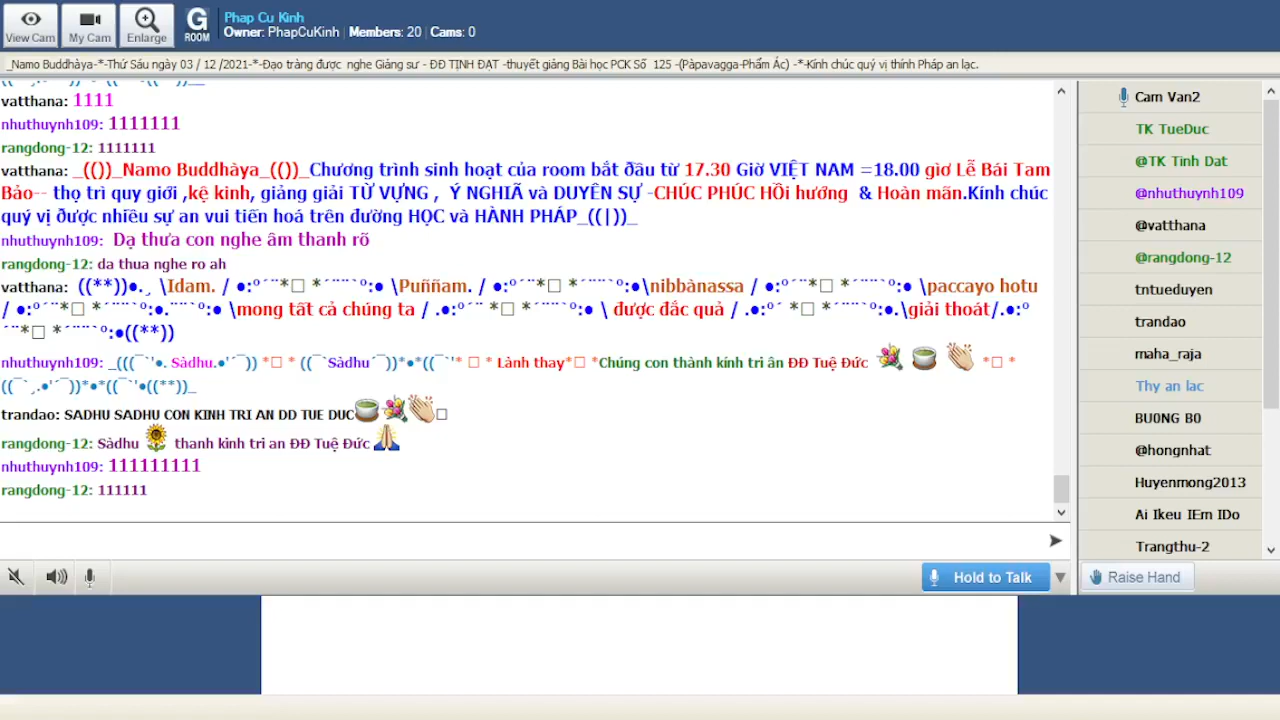 View Cam
My Cam
Enlarge
G
ROOM
Phap Cu Kinh
Owner: PhapCuKinh | Members: 20 | Cams: 0
_Namo Buddhàya-*-Thứ Sáu ngày 03 / 12 /2021-*-Đạo tràng được nghe Giảng sư - ĐĐ TỊNH ĐẠT -thuyết giảng Bài học PCK Số 125 -(Pàpavagga-Phẩm Ác) -*-Kính chúc quý vị thính Pháp an lạc.
vatthana: 1111
nhuthuynh109: 1111111
rangdong-12: 1111111
vatthana: _(())_Namo Buddhàya_(())_Chương trình sinh hoạt của room bắt đầu từ 17.30 Giờ VIỆT NAM =18.00 giơ Lễ Bái Tam
Bảo-- thọ trì quy giới ,kệ kinh, giảng giải TỪ VỰNG , Ý NGHIÃ và DUYÊN SỰ -CHÚC PHÚC HỒi hướng & Hoàn mãn.Kính chúc
quý vị được nhiều sự an vui tiến hoá trên đường HỌC và HÀNH PHÁP_((|))_
nhuthuynh109: Dạ thưa con nghe âm thanh rõ
rangdong-12: da thua nghe ro ah
vatthana: ((**))●.¸ \Idam. / ●:º´¨*□ *´¨¨`º:● \Puññam. / ●:º´¨*□ *´¨¨`º:●\nibbànassa / ●:º´¨*□ *´¨¨`º:● \paccayo hotu
/ ●:º´¨*□ *´¨¨`º:●.¨¨`º:● \mong tất cả chúng ta / .●:º´¨ *□ *´¨¨`º:● \ được đắc quả / .●:º´ *□ *´¨¨`º:●.\giải thoát/.●:º
´¨*□ *´¨¨`º:●((**))
nhuthuynh109: _(((¯`'●. Sàdhu.●'´¯)) *□ * ((¯`Sàdhu´¯))*●*((¯`'* □ * Lành thay*□ *Chúng con thành kính tri ân ĐĐ Tuệ Đức *□ *
((¯`¸.●'´¯))*●*((¯`'●((**))_
trandao: SADHU SADHU CON KINH TRI AN DD TUE DUC □
rangdong-12: Sàdhu thanh kinh tri an ĐĐ Tuệ Đức
nhuthuynh109: 111111111
rangdong-12: 111111
Hold to Talk
Cam Van2
TK TueDuc
@TK Tinh Dat
@nhuthuynh109
@vatthana
@rangdong-12
tntueduyen
trandao
maha_raja
Thy an lac
BU0NG B0
@hongnhat
Huyenmong2013
Ai Ikeu IEm IDo
Trangthu-2
Raise Hand